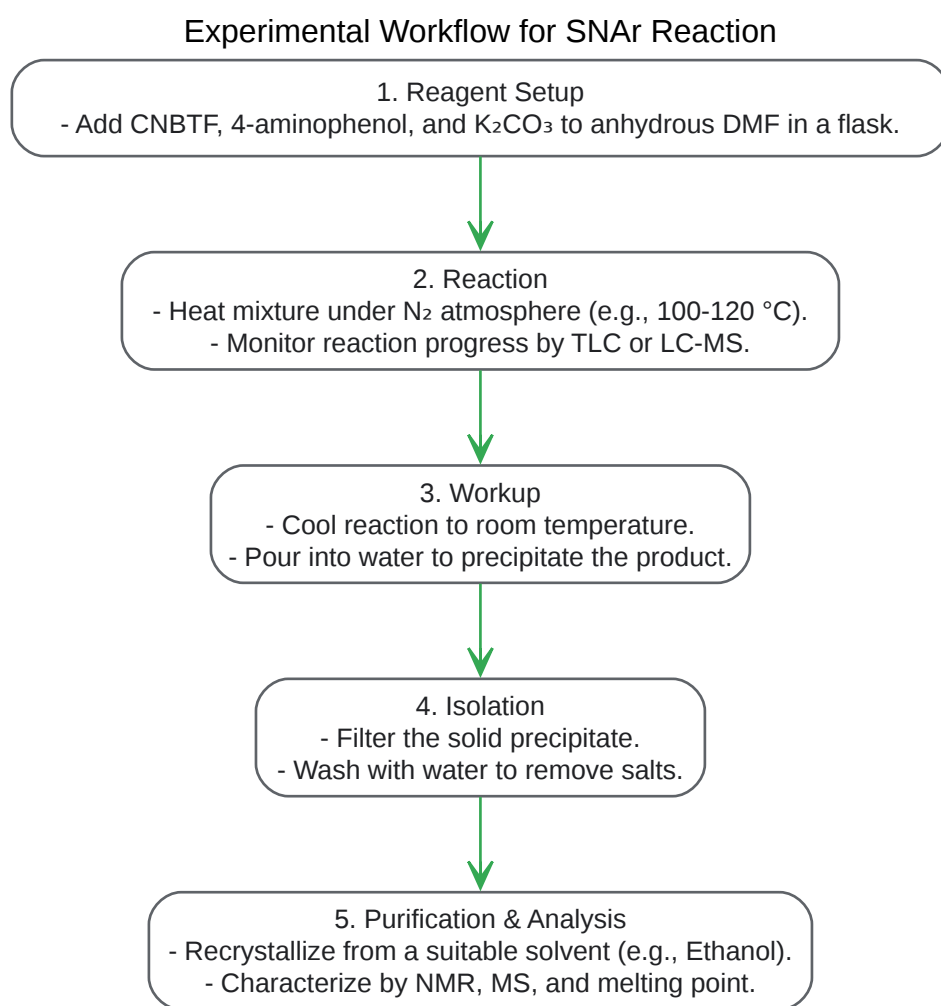 Experimental Workflow for SNAr Reaction
1. Reagent Setup
- Add CNBTF, 4-aminophenol, and K₂CO₃ to anhydrous DMF in a flask.
2. Reaction
- Heat mixture under N₂ atmosphere (e.g., 100-120 °C).
- Monitor reaction progress by TLC or LC-MS.
3. Workup
- Cool reaction to room temperature.
- Pour into water to precipitate the product.
4. Isolation
- Filter the solid precipitate.
- Wash with water to remove salts.
5. Purification & Analysis
- Recrystallize from a suitable solvent (e.g., Ethanol).
- Characterize by NMR, MS, and melting point.